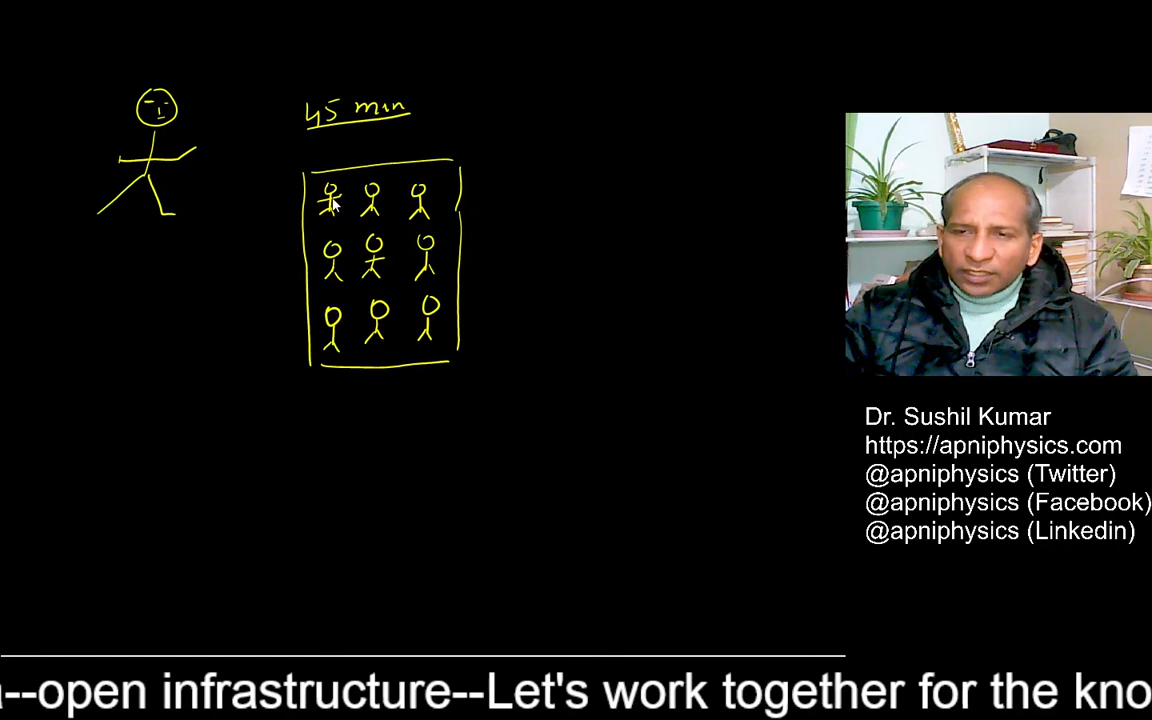 45 min
Dr. Sushil Kumar
https://apniphysics.com
@apniphysics (Twitter)
@apniphysics (Facebook)
@apniphysics (Linkedin)
--open infrastructure--Let's work together for the kno